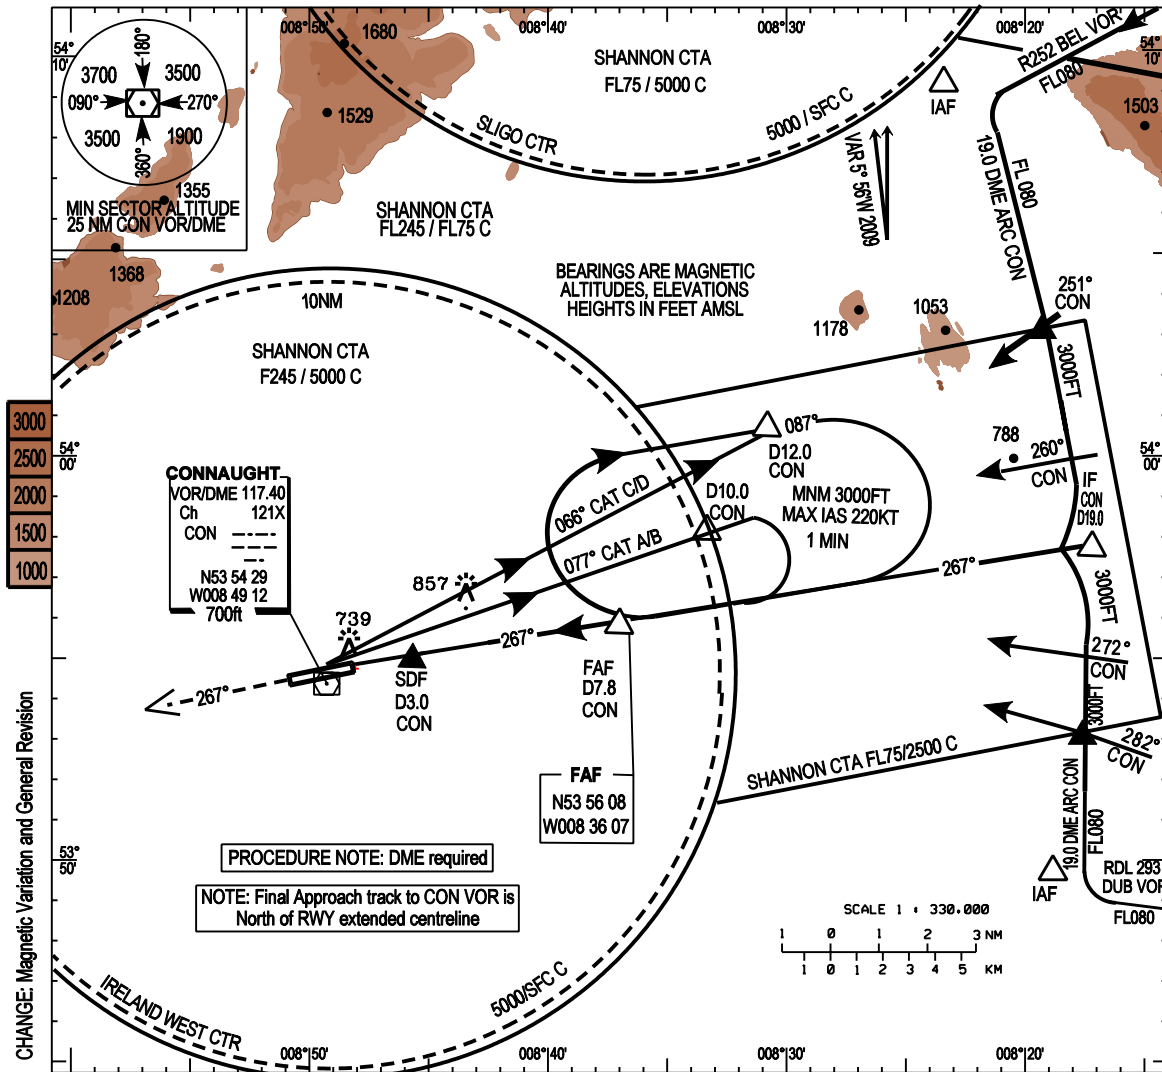 008°50'
008°40'
008°30'
008°20'
54°
10'
3700
180°
3500
090°
270°
3500
1900
360°
1355
MIN SECTOR ALTITUDE
25 NM CON VOR/DME
1680
1529
SHANNON CTA
FL75 / 5000 C
SLIGO CTR
5000 / SFC C
IAF
R252 BEL VOR
FL080
54°
10'
1503
VAR 5° 56'W 2009
19.0 DME ARC CON
FL 080
SHANNON CTA
FL245 / FL75 C
1368
1208
10NM
BEARINGS ARE MAGNETIC
ALTITUDES, ELEVATIONS
HEIGHTS IN FEET AMSL
1178
1053
251°
CON
3000FT
SHANNON CTA
F245 / 5000 C
3000
2500
2000
1500
1000
54°
00'
54°
00'
087°
D12.0
CON
788
260°
CON
IF
CON
D19.0
CONNAUGHT
VOR/DME 117.40
Ch 121X
CON
N53 54 29
W008 49 12
700ft
D10.0
CON
MNM 3000FT
MAX IAS 220KT
1 MIN
066° CAT C/D
077° CAT A/B
857
739
267°
3000FT
267°
267°
SDF
D3.0
CON
FAF
D7.8
CON
272°
CON
3000FT
282°
CON
SHANNON CTA FL75/2500 C
FAF
N53 56 08
W008 36 07
19.0 DME ARC CON
FL080
53°
50'
PROCEDURE NOTE: DME required
NOTE: Final Approach track to CON VOR is
North of RWY extended centreline
IAF
RDL 293
DUB VOR
FL080
SCALE 1 : 330.000
1 0 1 2 3 NM
1 0 1 2 3 4 5 KM
IRELAND WEST CTR
5000/SFC C
CHANGE: Magnetic Variation and General Revision
008°50'
008°40'
008°30'
008°20'